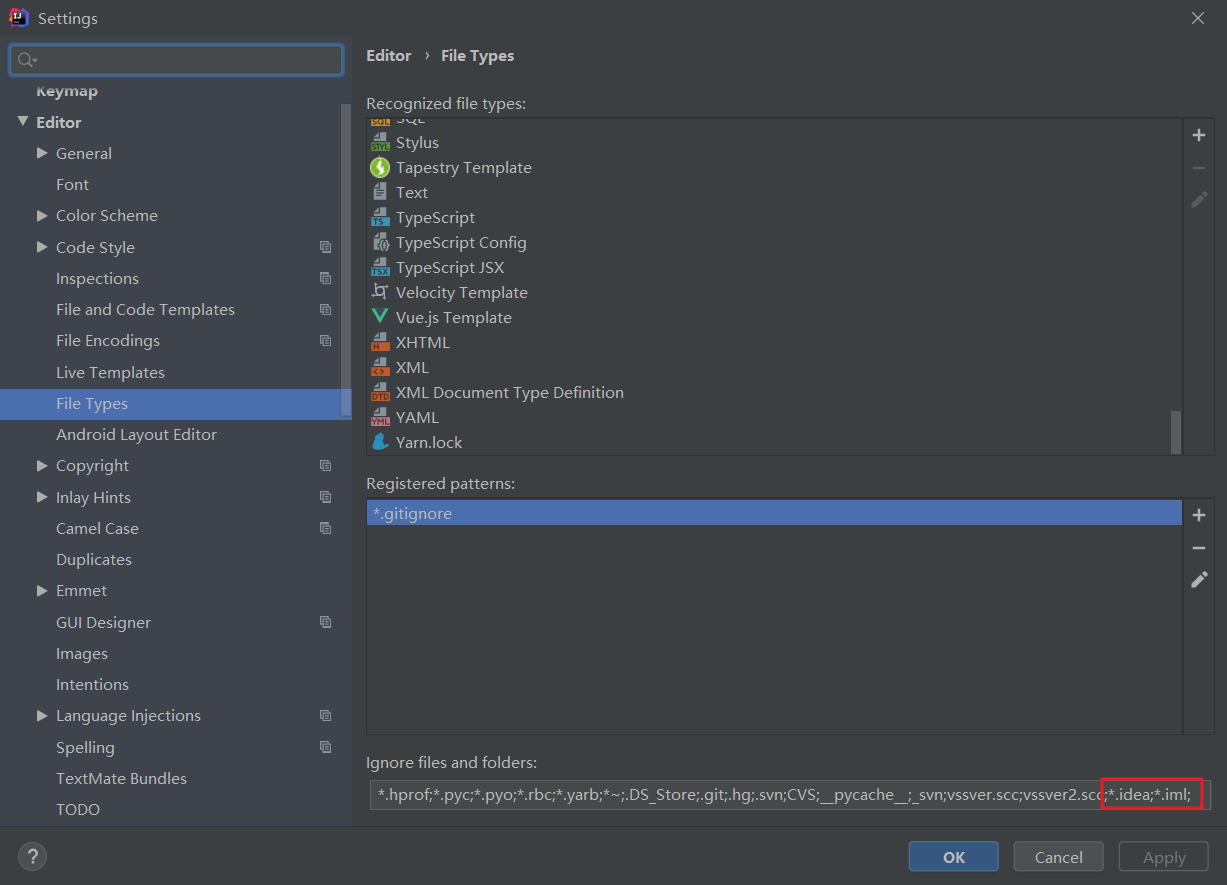 Settings
Keymap
Editor
General
Font
Color Scheme
Code Style
Inspections
File and Code Templates
File Encodings
Live Templates
File Types
Android Layout Editor
Copyright
Inlay Hints
Camel Case
Duplicates
Emmet
GUI Designer
Images
Intentions
Language Injections
Spelling
TextMate Bundles
TODO
Editor › File Types
Recognized file types:
SQL
Stylus
Tapestry Template
Text
TypeScript
TypeScript Config
TypeScript JSX
Velocity Template
Vue.js Template
XHTML
XML
XML Document Type Definition
YAML
Yarn.lock
Registered patterns:
*.gitignore
Ignore files and folders:
*.hprof;*.pyc;*.pyo;*.rbc;*.yarb;*~;.DS_Store;.git;.hg;.svn;CVS;__pycache__;_svn;vssver.scc;vssver2.scc;*.idea;*.iml;
?
OK
Cancel
Apply